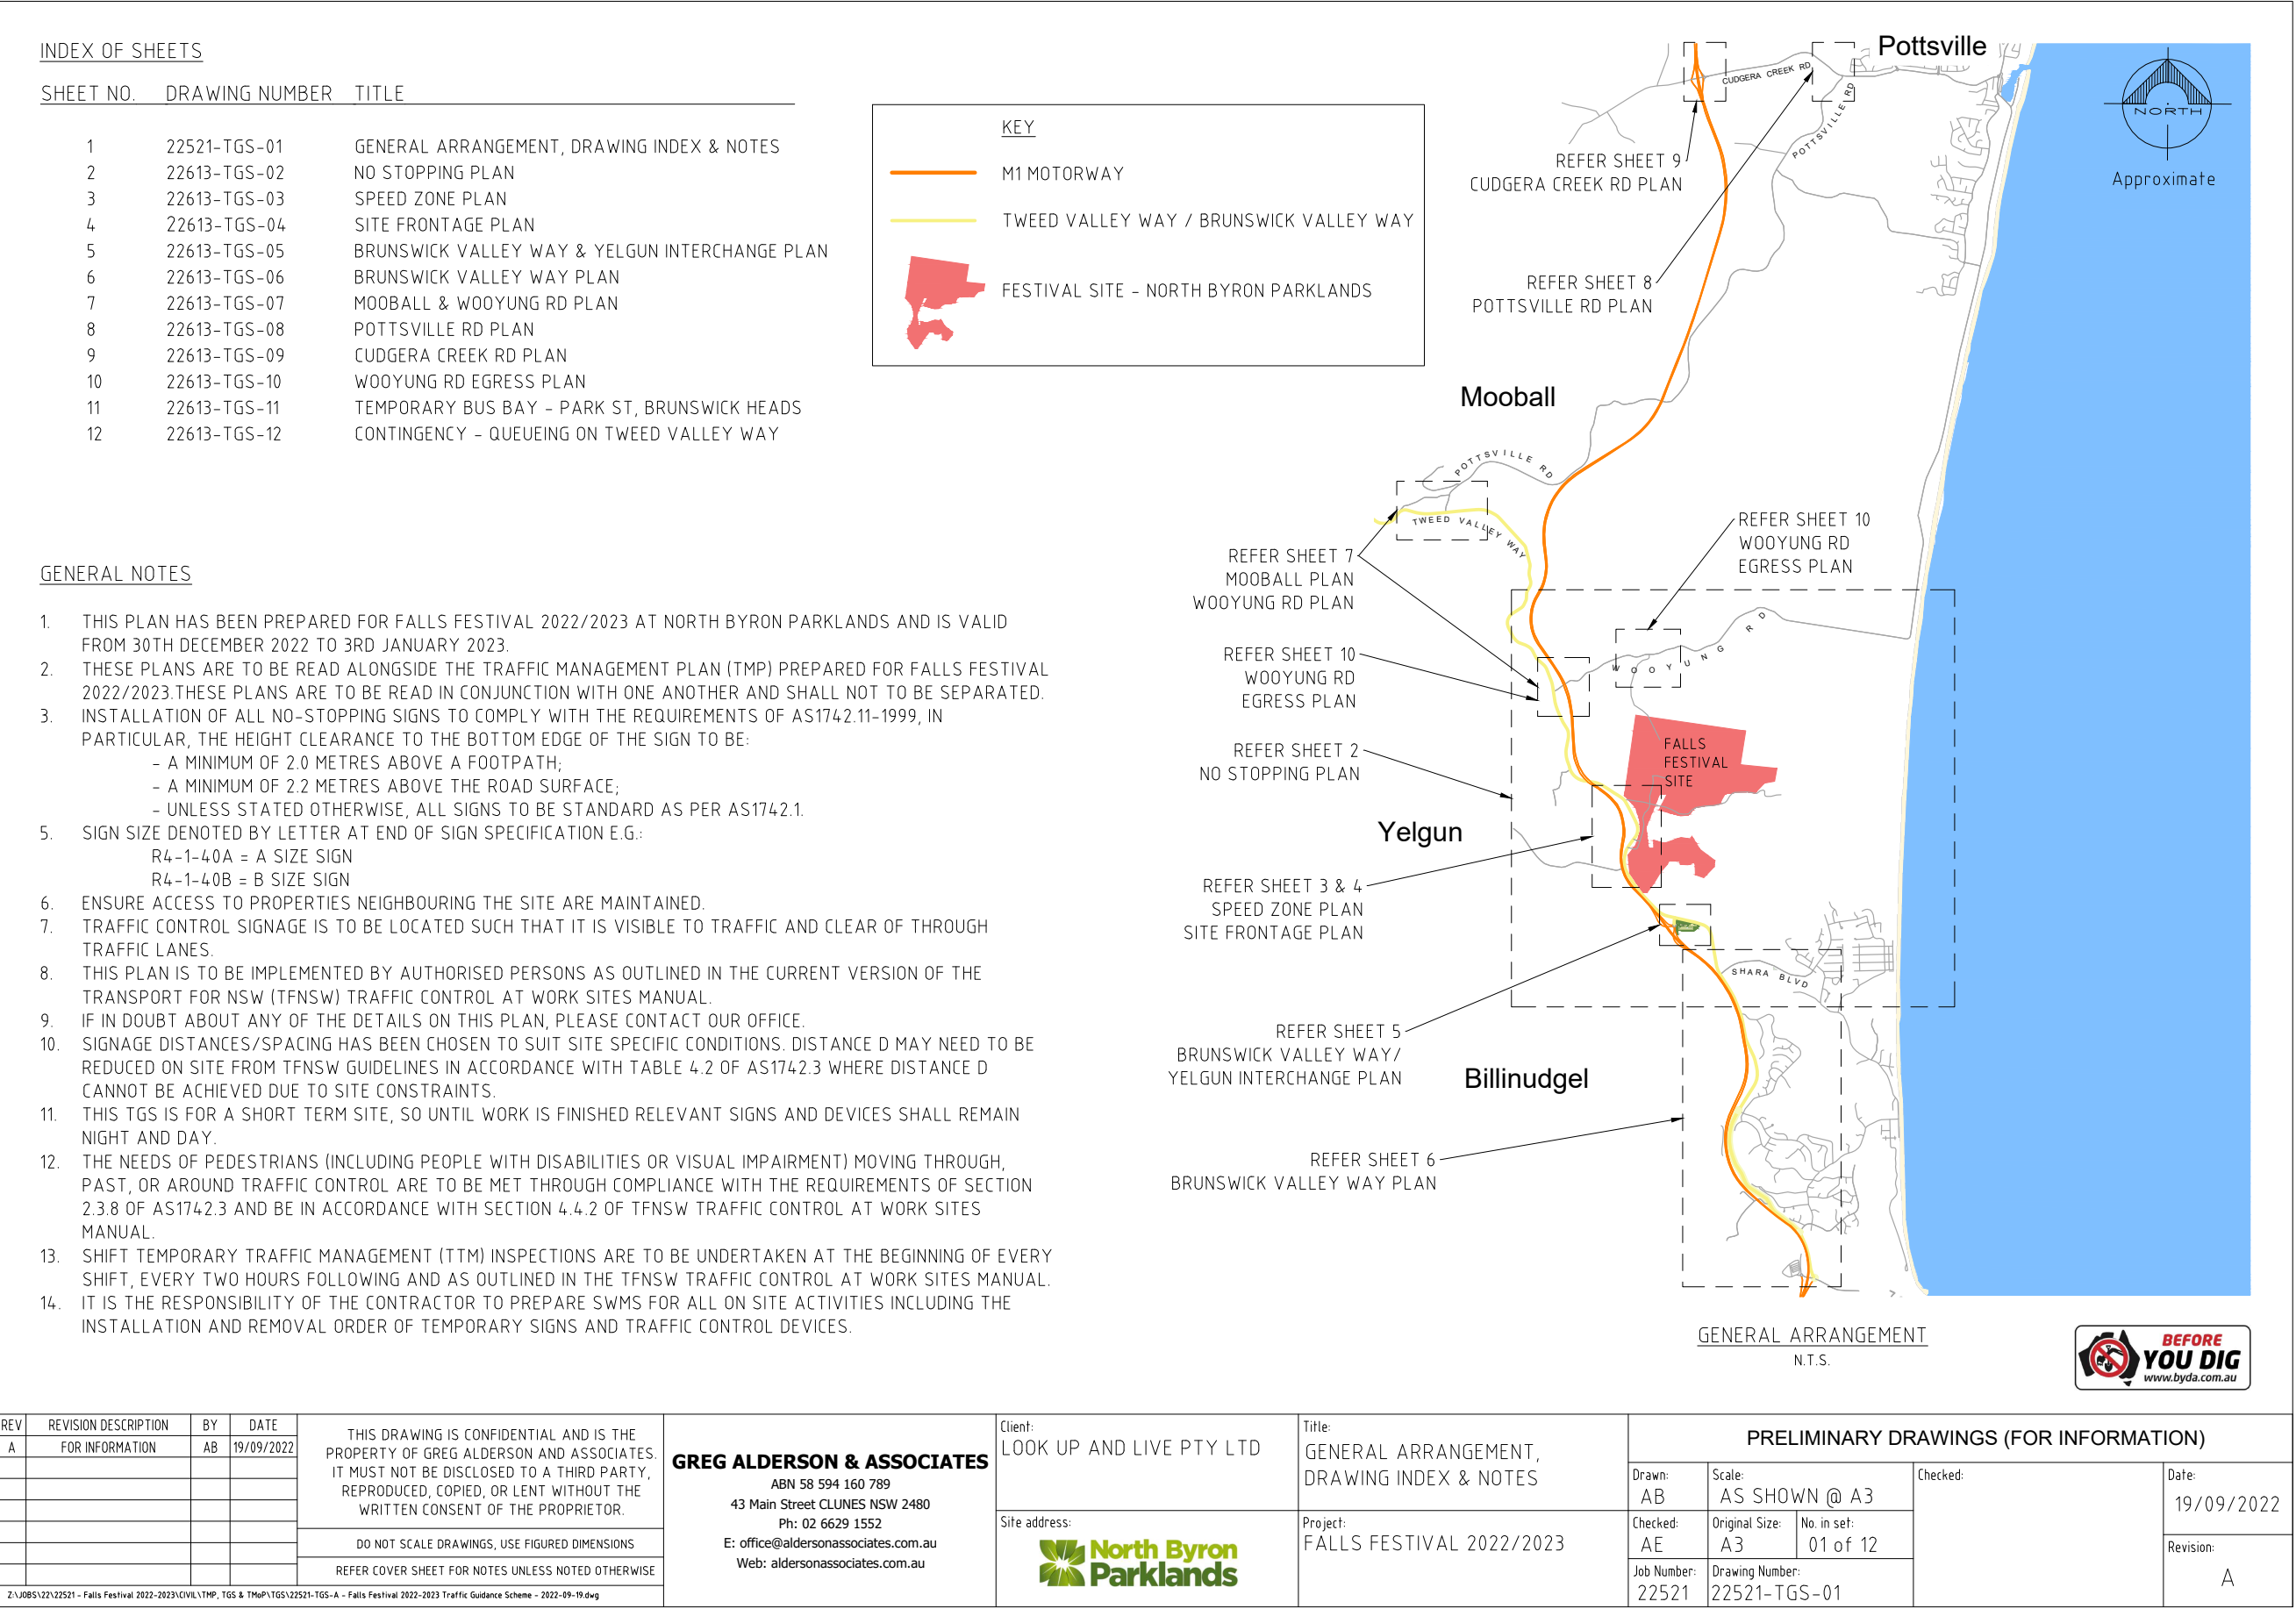 INDEX OF SHEETS
SHEET NO. DRAWING NUMBER TITLE
1 22521-TGS-01 GENERAL ARRANGEMENT, DRAWING INDEX & NOTES
2 22613-TGS-02 NO STOPPING PLAN
3 22613-TGS-03 SPEED ZONE PLAN
4 22613-TGS-04 SITE FRONTAGE PLAN
5 22613-TGS-05 BRUNSWICK VALLEY WAY & YELGUN INTERCHANGE PLAN
6 22613-TGS-06 BRUNSWICK VALLEY WAY PLAN
7 22613-TGS-07 MOOBALL & WOOYUNG RD PLAN
8 22613-TGS-08 POTTSVILLE RD PLAN
9 22613-TGS-09 CUDGERA CREEK RD PLAN
10 22613-TGS-10 WOOYUNG RD EGRESS PLAN
11 22613-TGS-11 TEMPORARY BUS BAY - PARK ST, BRUNSWICK HEADS
12 22613-TGS-12 CONTINGENCY - QUEUEING ON TWEED VALLEY WAY
KEY
M1 MOTORWAY
TWEED VALLEY WAY / BRUNSWICK VALLEY WAY
FESTIVAL SITE - NORTH BYRON PARKLANDS
GENERAL NOTES
1. THIS PLAN HAS BEEN PREPARED FOR FALLS FESTIVAL 2022/2023 AT NORTH BYRON PARKLANDS AND IS VALID
FROM 30TH DECEMBER 2022 TO 3RD JANUARY 2023.
2. THESE PLANS ARE TO BE READ ALONGSIDE THE TRAFFIC MANAGEMENT PLAN (TMP) PREPARED FOR FALLS FESTIVAL
2022/2023.THESE PLANS ARE TO BE READ IN CONJUNCTION WITH ONE ANOTHER AND SHALL NOT TO BE SEPARATED.
3. INSTALLATION OF ALL NO-STOPPING SIGNS TO COMPLY WITH THE REQUIREMENTS OF AS1742.11-1999, IN
PARTICULAR, THE HEIGHT CLEARANCE TO THE BOTTOM EDGE OF THE SIGN TO BE:
- A MINIMUM OF 2.0 METRES ABOVE A FOOTPATH;
- A MINIMUM OF 2.2 METRES ABOVE THE ROAD SURFACE;
- UNLESS STATED OTHERWISE, ALL SIGNS TO BE STANDARD AS PER AS1742.1.
5. SIGN SIZE DENOTED BY LETTER AT END OF SIGN SPECIFICATION E.G.:
R4-1-40A = A SIZE SIGN
R4-1-40B = B SIZE SIGN
6. ENSURE ACCESS TO PROPERTIES NEIGHBOURING THE SITE ARE MAINTAINED.
7. TRAFFIC CONTROL SIGNAGE IS TO BE LOCATED SUCH THAT IT IS VISIBLE TO TRAFFIC AND CLEAR OF THROUGH
TRAFFIC LANES.
8. THIS PLAN IS TO BE IMPLEMENTED BY AUTHORISED PERSONS AS OUTLINED IN THE CURRENT VERSION OF THE
TRANSPORT FOR NSW (TFNSW) TRAFFIC CONTROL AT WORK SITES MANUAL.
9. IF IN DOUBT ABOUT ANY OF THE DETAILS ON THIS PLAN, PLEASE CONTACT OUR OFFICE.
10. SIGNAGE DISTANCES/SPACING HAS BEEN CHOSEN TO SUIT SITE SPECIFIC CONDITIONS. DISTANCE D MAY NEED TO BE
REDUCED ON SITE FROM TFNSW GUIDELINES IN ACCORDANCE WITH TABLE 4.2 OF AS1742.3 WHERE DISTANCE D
CANNOT BE ACHIEVED DUE TO SITE CONSTRAINTS.
11. THIS TGS IS FOR A SHORT TERM SITE, SO UNTIL WORK IS FINISHED RELEVANT SIGNS AND DEVICES SHALL REMAIN
NIGHT AND DAY.
12. THE NEEDS OF PEDESTRIANS (INCLUDING PEOPLE WITH DISABILITIES OR VISUAL IMPAIRMENT) MOVING THROUGH,
PAST, OR AROUND TRAFFIC CONTROL ARE TO BE MET THROUGH COMPLIANCE WITH THE REQUIREMENTS OF SECTION
2.3.8 OF AS1742.3 AND BE IN ACCORDANCE WITH SECTION 4.4.2 OF TFNSW TRAFFIC CONTROL AT WORK SITES
MANUAL.
13. SHIFT TEMPORARY TRAFFIC MANAGEMENT (TTM) INSPECTIONS ARE TO BE UNDERTAKEN AT THE BEGINNING OF EVERY
SHIFT, EVERY TWO HOURS FOLLOWING AND AS OUTLINED IN THE TFNSW TRAFFIC CONTROL AT WORK SITES MANUAL.
14. IT IS THE RESPONSIBILITY OF THE CONTRACTOR TO PREPARE SWMS FOR ALL ON SITE ACTIVITIES INCLUDING THE
INSTALLATION AND REMOVAL ORDER OF TEMPORARY SIGNS AND TRAFFIC CONTROL DEVICES.
Pottsville
CUDGERA CREEK RD
POTTSVILLE RD
NORTH
Approximate
REFER SHEET 9
CUDGERA CREEK RD PLAN
REFER SHEET 8
POTTSVILLE RD PLAN
Mooball
POTTSVILLE RD
TWEED VALLEY WAY
REFER SHEET 10
WOOYUNG RD
EGRESS PLAN
REFER SHEET 7
MOOBALL PLAN
WOOYUNG RD PLAN
WOOYUNG RD
REFER SHEET 10
WOOYUNG RD
EGRESS PLAN
REFER SHEET 2
NO STOPPING PLAN
FALLS
FESTIVAL
SITE
Yelgun
REFER SHEET 3 & 4
SPEED ZONE PLAN
SITE FRONTAGE PLAN
SHARA BLVD
REFER SHEET 5
BRUNSWICK VALLEY WAY/
YELGUN INTERCHANGE PLAN
Billinudgel
REFER SHEET 6
BRUNSWICK VALLEY WAY PLAN
GENERAL ARRANGEMENT
N.T.S.
BEFORE
YOU DIG
www.byda.com.au
REV REVISION DESCRIPTION BY DATE
A FOR INFORMATION AB 19/09/2022
THIS DRAWING IS CONFIDENTIAL AND IS THE
PROPERTY OF GREG ALDERSON AND ASSOCIATES.
IT MUST NOT BE DISCLOSED TO A THIRD PARTY,
REPRODUCED, COPIED, OR LENT WITHOUT THE
WRITTEN CONSENT OF THE PROPRIETOR.
DO NOT SCALE DRAWINGS, USE FIGURED DIMENSIONS
REFER COVER SHEET FOR NOTES UNLESS NOTED OTHERWISE
Z:\JOBS\22\22521 - Falls Festival 2022-2023\CIVIL\TMP, TGS & TMoP\TGS\22521-TGS-A - Falls Festival 2022-2023 Traffic Guidance Scheme - 2022-09-19.dwg
GREG ALDERSON & ASSOCIATES
ABN 58 594 160 789
43 Main Street CLUNES NSW 2480
Ph: 02 6629 1552
E: office@aldersonassociates.com.au
Web: aldersonassociates.com.au
Client:
LOOK UP AND LIVE PTY LTD
Site address:
North Byron
Parklands
Title:
GENERAL ARRANGEMENT,
DRAWING INDEX & NOTES
Project:
FALLS FESTIVAL 2022/2023
PRELIMINARY DRAWINGS (FOR INFORMATION)
Drawn: Scale: Checked: Date:
AB AS SHOWN @ A3 19/09/2022
Checked: Original Size: No. in set: Revision:
AE A3 01 of 12 A
Job Number: Drawing Number:
22521 22521-TGS-01